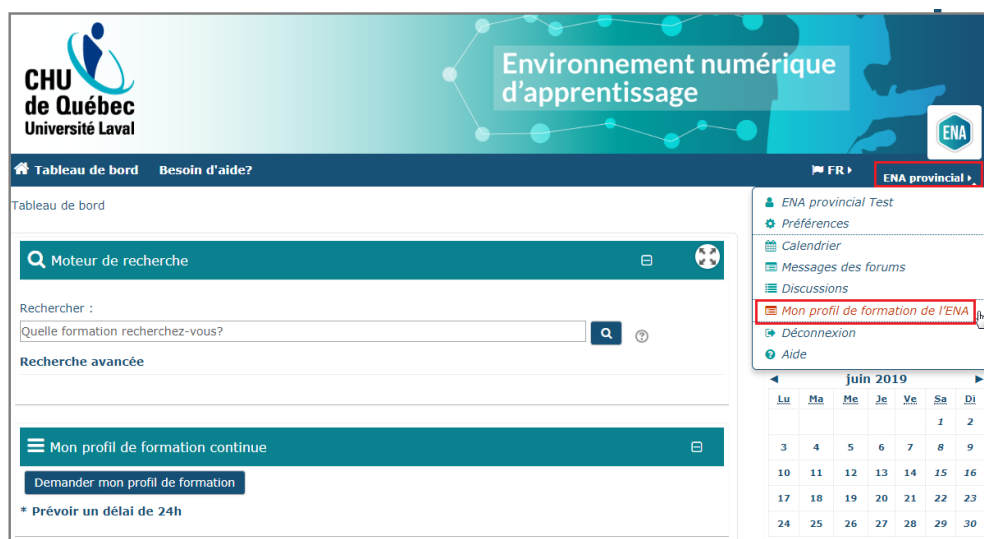 CHU
de Québec
Université Laval
Environnement numérique
d'apprentissage
ENA
Tableau de bord Besoin d'aide? FR ENA provincial
Tableau de bord
ENA provincial Test
Préférences
Calendrier
Messages des forums
Discussions
Mon profil de formation de l'ENA
Déconnexion
Aide
Moteur de recherche
Rechercher :
Quelle formation recherchez-vous?
Recherche avancée
Mon profil de formation continue
Demander mon profil de formation
* Prévoir un délai de 24h
juin 2019
Lu Ma Me Je Ve Sa Di
1 2
3 4 5 6 7 8 9
10 11 12 13 14 15 16
17 18 19 20 21 22 23
24 25 26 27 28 29 30